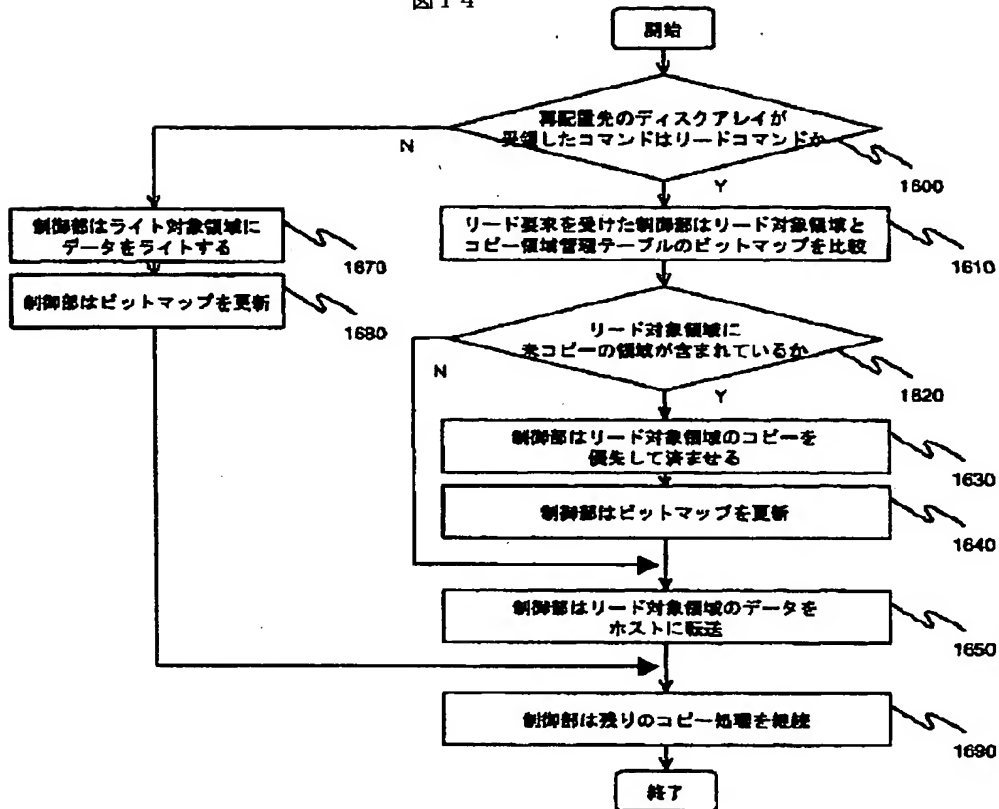 図14
開始
再配置先のディスクアレイが
受領したコマンドはリードコマンドか
N
Y
1600
制御部はライト対象領域に
データをライトする
1670
リード要求を受けた制御部はリード対象領域と
コピー領域管理テーブルのビットマップを比較
1610
制御部はビットマップを更新
1680
リード対象領域に
未コピーの領域が含まれているか
N
Y
1620
制御部はリード対象領域のコピーを
優先して済ませる
1630
制御部はビットマップを更新
1640
制御部はリード対象領域のデータを
ホストに転送
1650
制御部は残りのコピー処理を継続
1690
終了